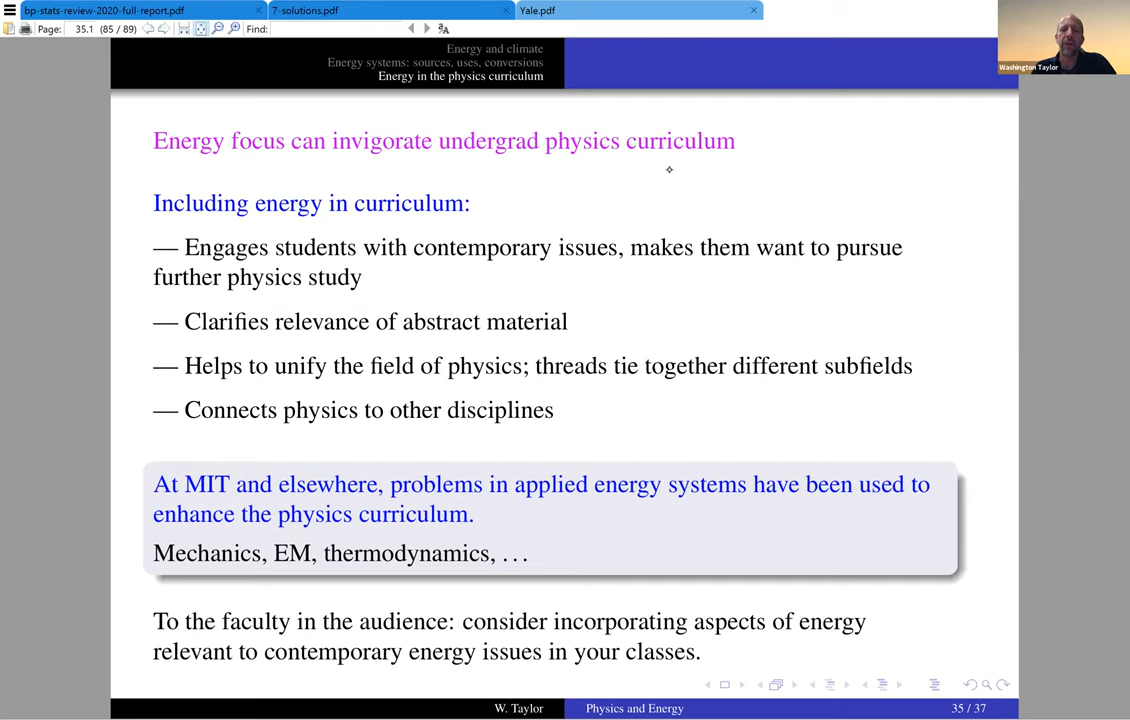 bp-stats-review-2020-full-report.pdf
7-solutions.pdf
Yale.pdf
Page: 35.1 (85 / 89)
Find:
Washington Taylor
Energy and climate
Energy systems: sources, uses, conversions
Energy in the physics curriculum
Energy focus can invigorate undergrad physics curriculum
Including energy in curriculum:
— Engages students with contemporary issues, makes them want to pursue
further physics study
— Clarifies relevance of abstract material
— Helps to unify the field of physics; threads tie together different subfields
— Connects physics to other disciplines
At MIT and elsewhere, problems in applied energy systems have been used to
enhance the physics curriculum.
Mechanics, EM, thermodynamics, . . .
To the faculty in the audience: consider incorporating aspects of energy
relevant to contemporary energy issues in your classes.
W. Taylor
Physics and Energy
35 / 37